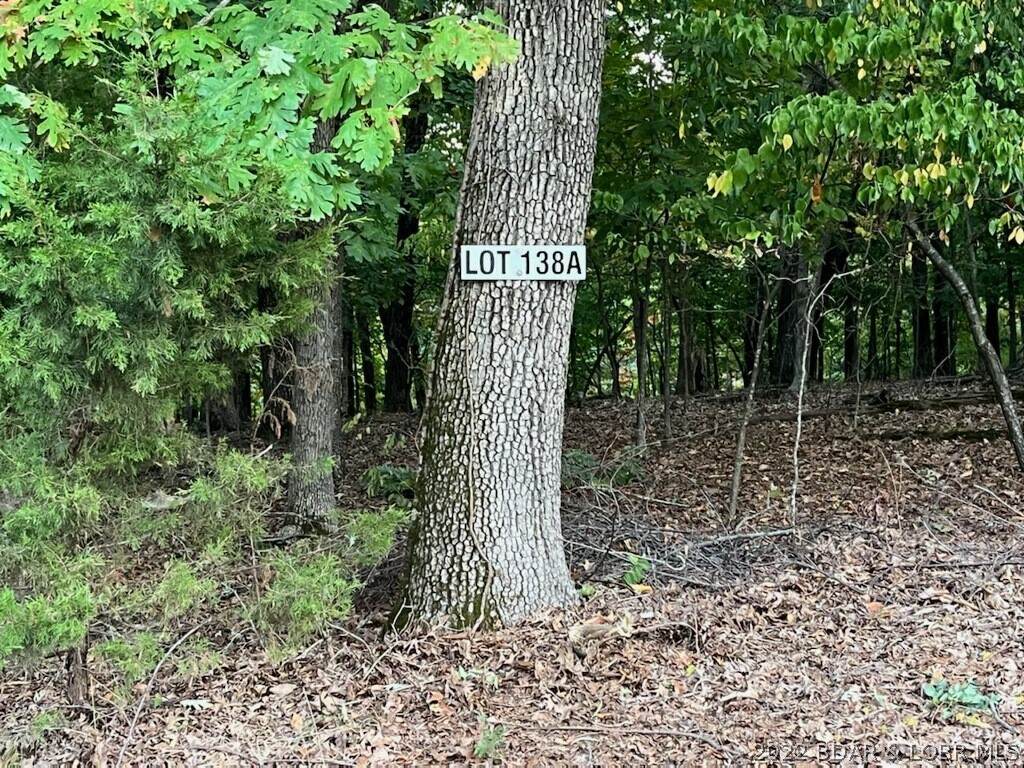 LOT 138A
2022 BDAR & LOBR MLS